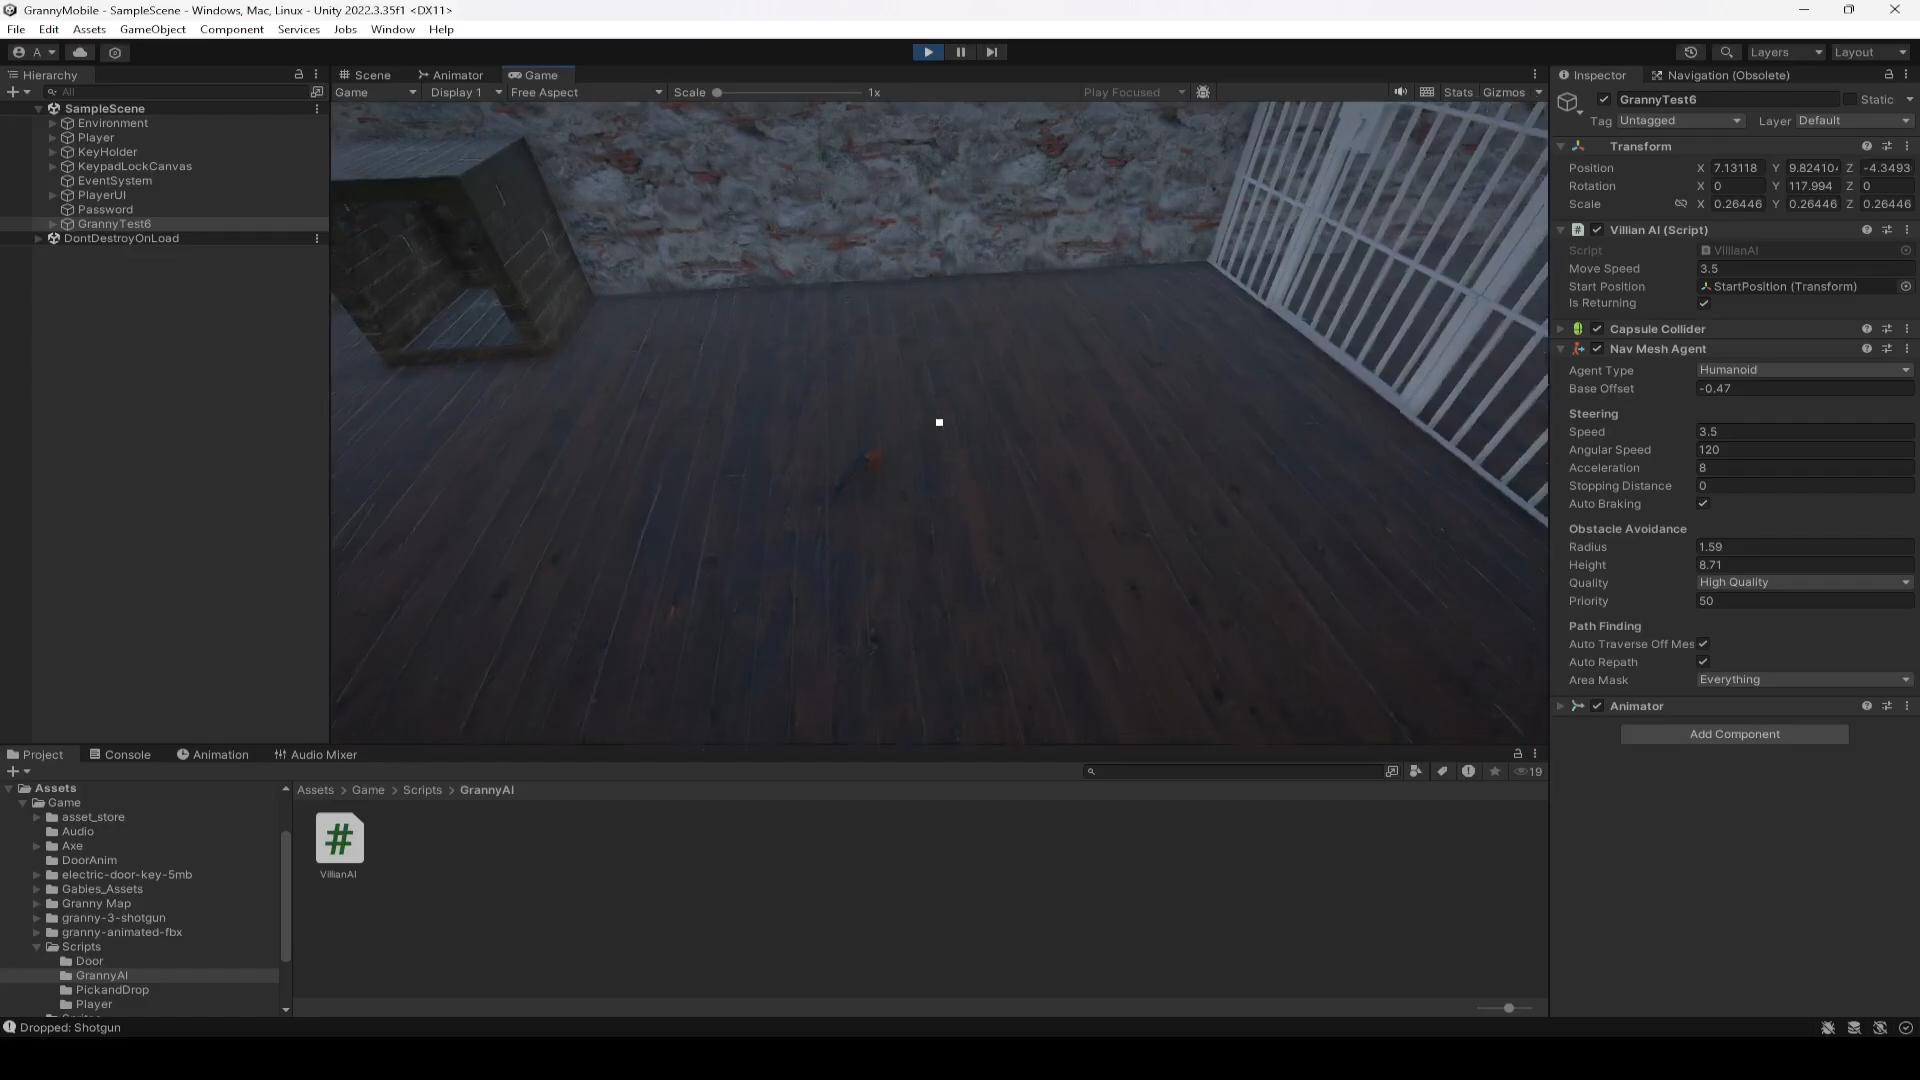 GrannyMobile - SampleScene - Windows, Mac, Linux - Unity 2022.3.35f1 <DX11>
File Edit Assets GameObject Component Services Jobs Window Help
A Layers Layout
Hierarchy
All
SampleScene
Environment
Player
KeyHolder
KeypadLockCanvas
EventSystem
PlayerUI
Password
GrannyTest6
DontDestroyOnLoad
Scene Animator Game
Game Display 1 Free Aspect Scale 1x Play Focused Stats Gizmos
Inspector Navigation (Obsolete)
GrannyTest6 Static
Tag Untagged Layer Default
Transform
Position X 7.13118 Y 9.82410 Z -4.3493
Rotation X 0 Y 117.994 Z 0
Scale X 0.26446 Y 0.26446 Z 0.26446
Villian AI (Script)
Script VillianAI
Move Speed 3.5
Start Position StartPosition (Transform)
Is Returning
Capsule Collider
Nav Mesh Agent
Agent Type Humanoid
Base Offset -0.47
Steering
Speed 3.5
Angular Speed 120
Acceleration 8
Stopping Distance 0
Auto Braking
Obstacle Avoidance
Radius 1.59
Height 8.71
Quality High Quality
Priority 50
Path Finding
Auto Traverse Off Mes
Auto Repath
Area Mask Everything
Animator
Add Component
Project Console Animation Audio Mixer
19
Assets
Game
asset_store
Audio
Axe
DoorAnim
electric-door-key-5mb
Gabies_Assets
Granny Map
granny-3-shotgun
granny-animated-fbx
Scripts
Door
GrannyAI
PickandDrop
Player
Assets > Game > Scripts > GrannyAI
#
VillianAI
Dropped: Shotgun